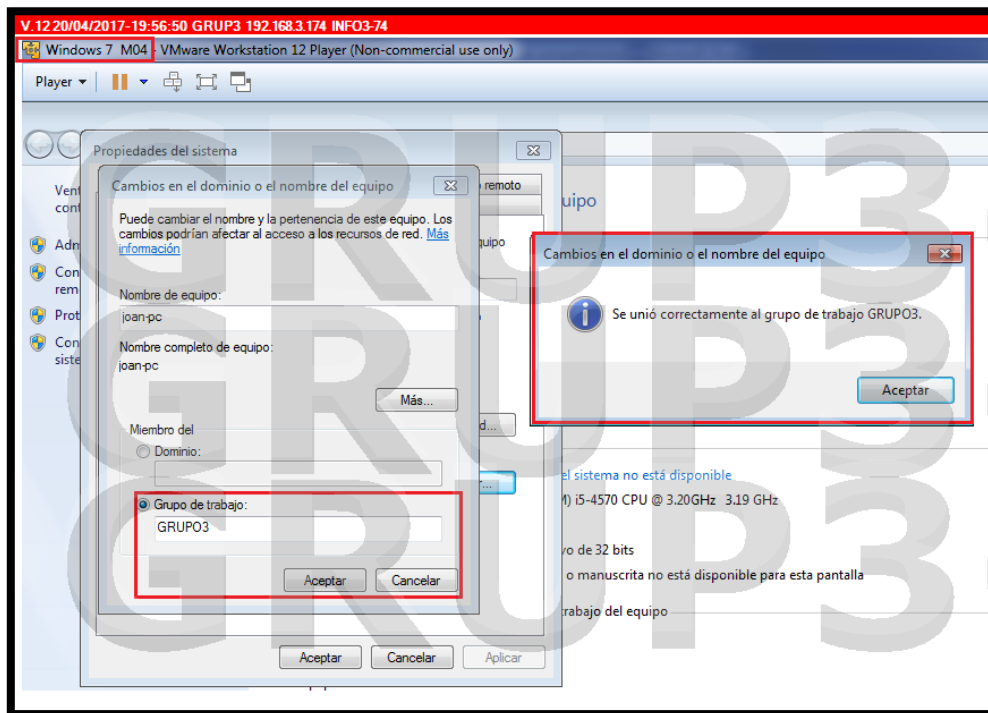 V.12 20/04/2017-19:56:50 GRUP3 192.168.3.174 INFO3-74
Windows 7 M04 - VMware Workstation 12 Player (Non-commercial use only)
Player
Propiedades del sistema
remoto
Cambios en el dominio o el nombre del equipo
Puede cambiar el nombre y la pertenencia de este equipo. Los
cambios podrían afectar al acceso a los recursos de red. Más
información
Nombre de equipo:
joan-pc
Nombre completo de equipo:
joan-pc
Más...
Miembro del
Dominio:
Grupo de trabajo:
GRUPO3
Aceptar Cancelar
Aceptar Cancelar Aplicar
Cambios en el dominio o el nombre del equipo
Se unió correctamente al grupo de trabajo GRUPO3.
Aceptar
el sistema no está disponible
i5-4570 CPU @ 3.20GHz 3.19 GHz
de 32 bits
o manuscrita no está disponible para esta pantalla
trabajo del equipo
GRUP3
GRUP3
GRUP3